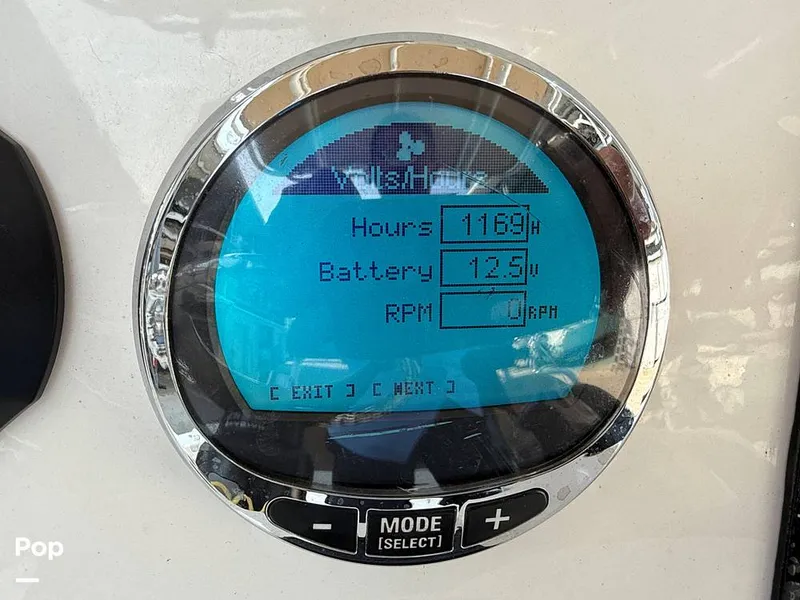 Volts/Hours
Hours 1169 H
Battery 12.5 V
RPM 0 RPM
[ EXIT ] [ NEXT ]
- MODE +
[SELECT]
Pop